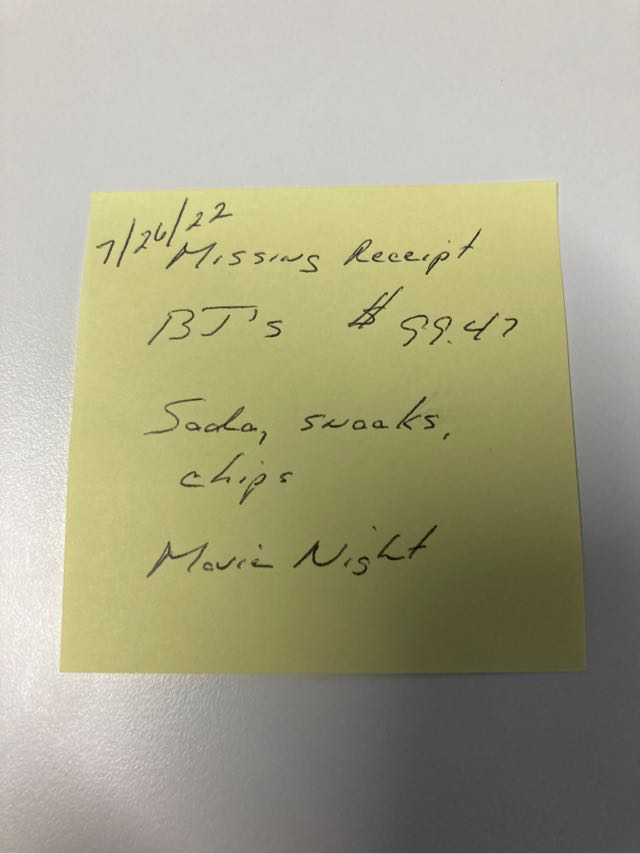 7/26/22
Missing Receipt
BJ's $99.47
Soda, snacks,
chips
Movie Night